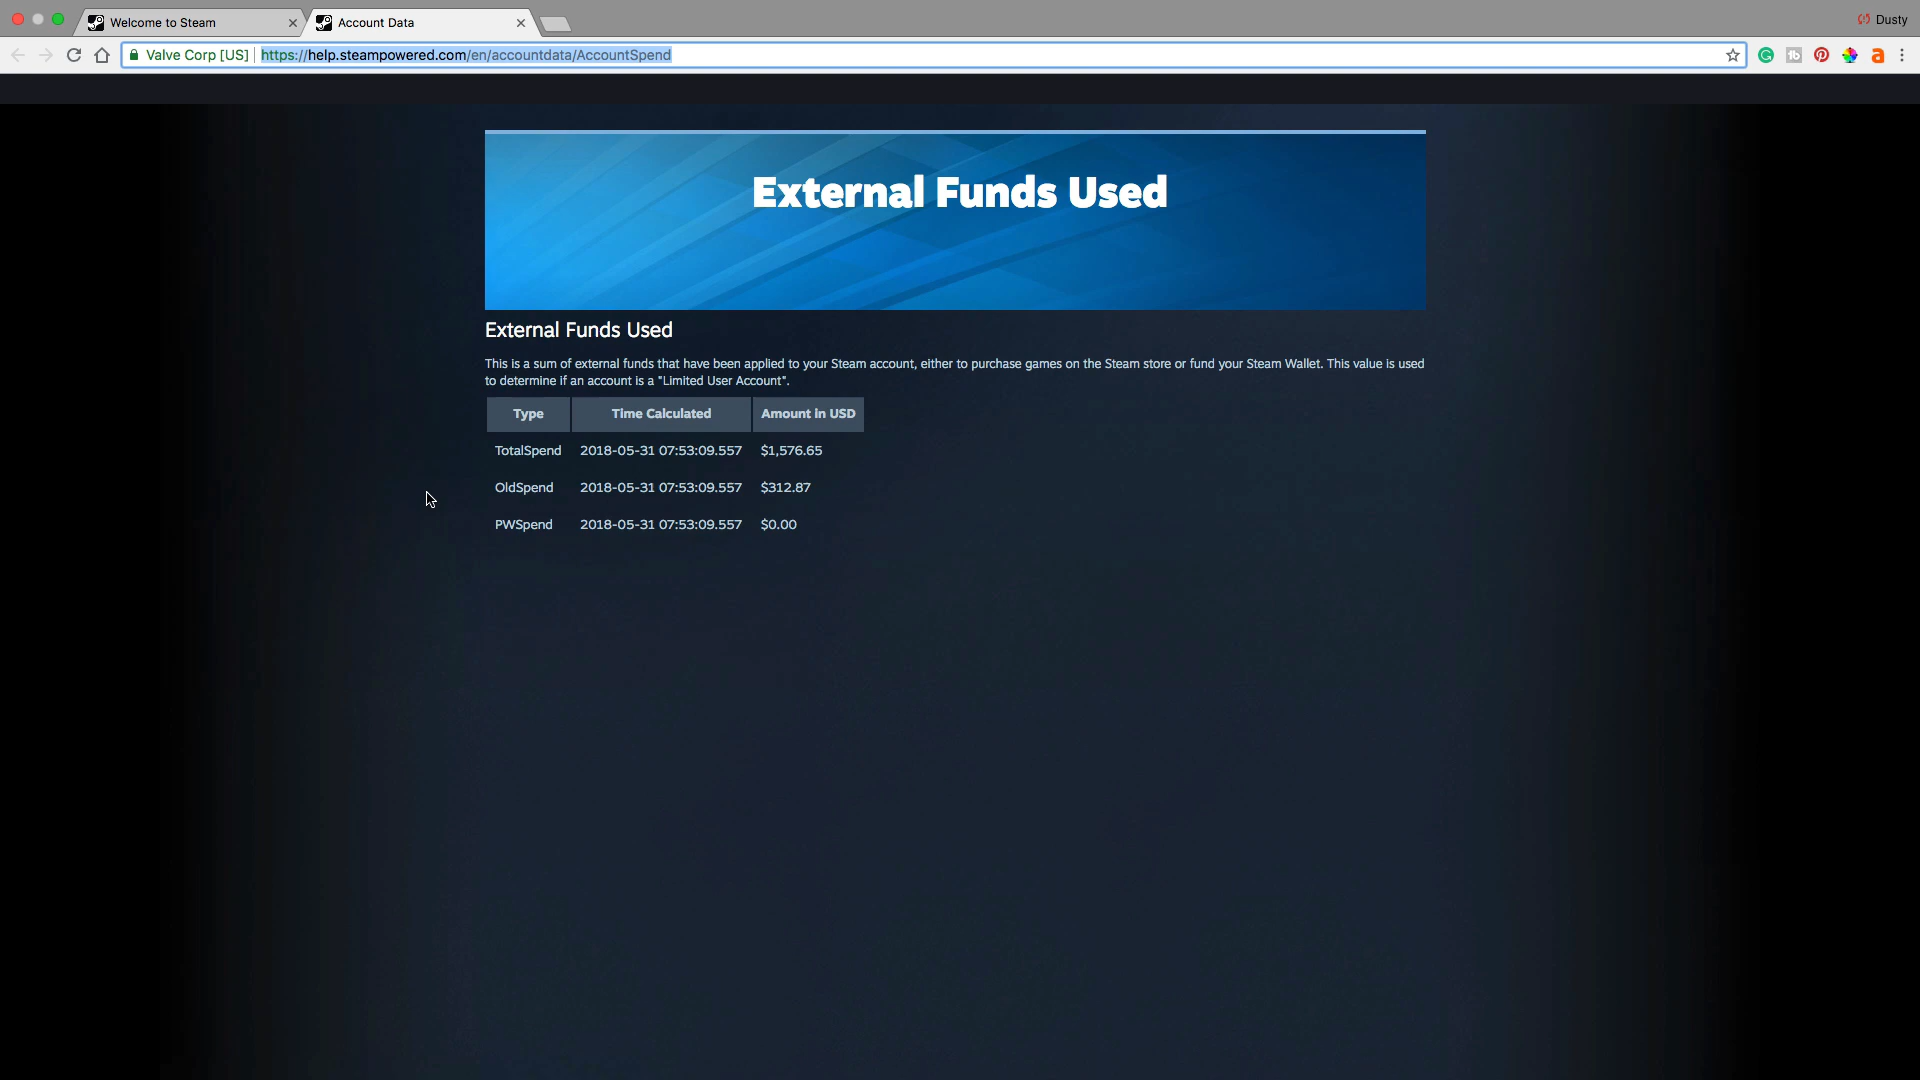 Welcome to Steam
Account Data
Dusty
Valve Corp [US] | https://help.steampowered.com/en/accountdata/AccountSpend
External Funds Used
External Funds Used
This is a sum of external funds that have been applied to your Steam account, either to purchase games on the Steam store or fund your Steam Wallet. This value is used
to determine if an account is a "Limited User Account".
Type Time Calculated Amount in USD
TotalSpend 2018-05-31 07:53:09.557 $1,576.65
OldSpend 2018-05-31 07:53:09.557 $312.87
PWSpend 2018-05-31 07:53:09.557 $0.00